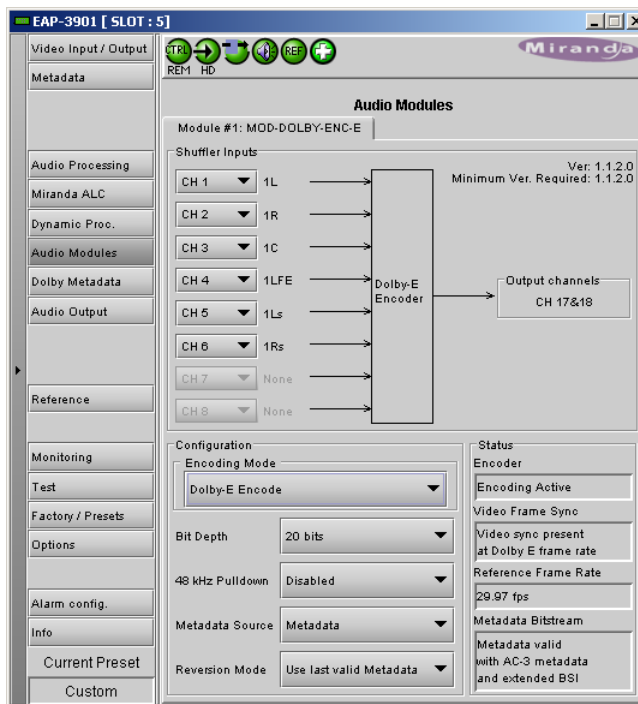 EAP-3901 [ SLOT : 5]
Video Input / Output
Metadata
Audio Processing
Miranda ALC
Dynamic Proc.
Audio Modules
Dolby Metadata
Audio Output
Reference
Monitoring
Test
Factory / Presets
Options
Alarm config.
Info
Current Preset
Custom
CTRL
REF
REM HD
Miranda
Audio Modules
Module #1: MOD-DOLBY-ENC-E
Shuffler Inputs
Ver: 1.1.2.0
Minimum Ver. Required: 1.1.2.0
CH 1 1L
CH 2 1R
CH 3 1C
CH 4 1LFE
CH 5 1Ls
CH 6 1Rs
CH 7 None
CH 8 None
Dolby-E
Encoder
Output channels
CH 17&18
Configuration
Encoding Mode
Dolby-E Encode
Bit Depth 20 bits
48 kHz Pulldown Disabled
Metadata Source Metadata
Reversion Mode Use last valid Metadata
Status
Encoder
Encoding Active
Video Frame Sync
Video sync present
at Dolby E frame rate
Reference Frame Rate
29.97 fps
Metadata Bitstream
Metadata valid
with AC-3 metadata
and extended BSI